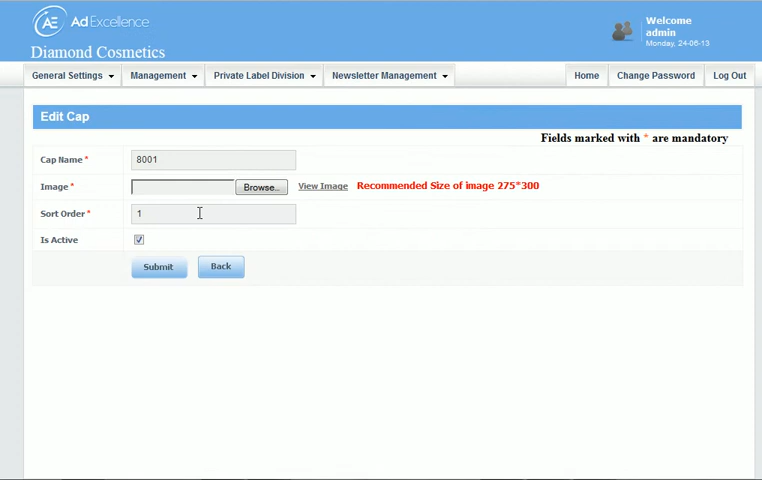 AE AdExcellence
Diamond Cosmetics
Welcome
admin
Monday, 24-06-13
General Settings Management Private Label Division Newsletter Management Home Change Password Log Out
Edit Cap
Fields marked with * are mandatory
Cap Name * 8001
Image * Browse... View Image Recommended Size of image 275*300
Sort Order * 1
Is Active
Submit Back